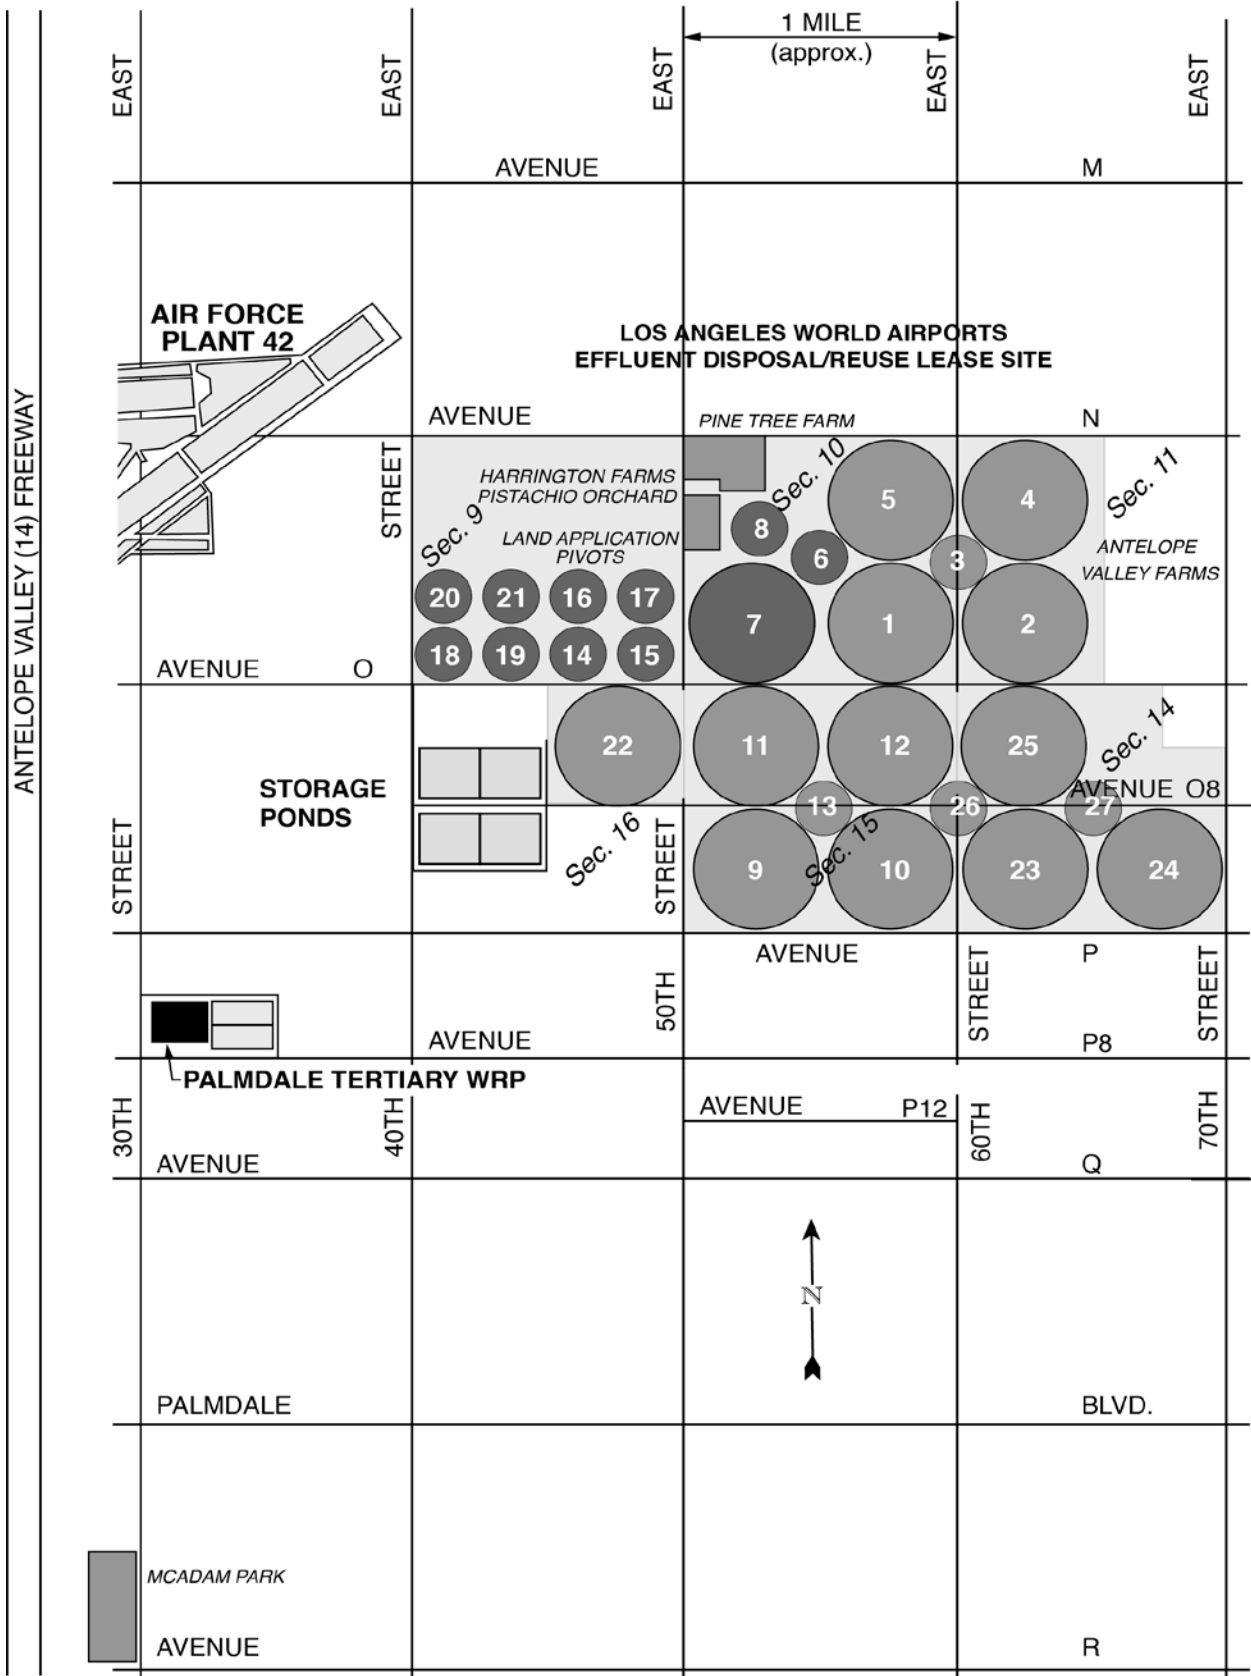 1 MILE
(approx.)
EAST
EAST
EAST
EAST
EAST
AVENUE M
AIR FORCE
PLANT 42
LOS ANGELES WORLD AIRPORTS
EFFLUENT DISPOSAL/REUSE LEASE SITE
ANTELOPE VALLEY (14) FREEWAY
AVENUE N
PINE TREE FARM
STREET
HARRINGTON FARMS
PISTACHIO ORCHARD
Sec. 9
Sec. 10
Sec. 11
LAND APPLICATION
PIVOTS
ANTELOPE
VALLEY FARMS
5
4
8
6
3
20
21
16
17
7
1
2
18
19
14
15
AVENUE O
22
11
12
25
Sec. 14
STORAGE
PONDS
AVENUE O8
13
26
27
Sec. 16
Sec. 15
STREET
STREET
9
10
23
24
AVENUE P
STREET
STREET
50TH
AVENUE P8
PALMDALE TERTIARY WRP
30TH
40TH
AVENUE P12
60TH
70TH
AVENUE Q
N
PALMDALE BLVD.
MCADAM PARK
AVENUE R